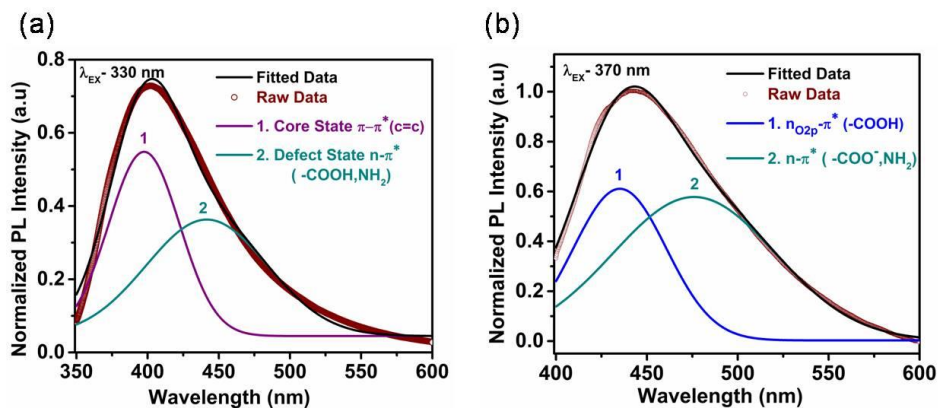 (a)
λEX- 330 nm
Fitted Data
Raw Data
1. Core State π–π*(c=c)
2. Defect State n-π*
( -COOH,NH2)
1
2
Normalized PL Intensity (a.u)
0.8
0.6
0.4
0.2
0.0
350 400 450 500 550 600
Wavelength (nm)
(b)
λEX- 370 nm
Fitted Data
Raw Data
1. nO2p-π* (-COOH)
2. n-π* ( -COO-,NH2)
1
2
Normalized PL Intensity (a.u)
1.0
0.8
0.6
0.4
0.2
0.0
400 450 500 550 600
Wavelength (nm)